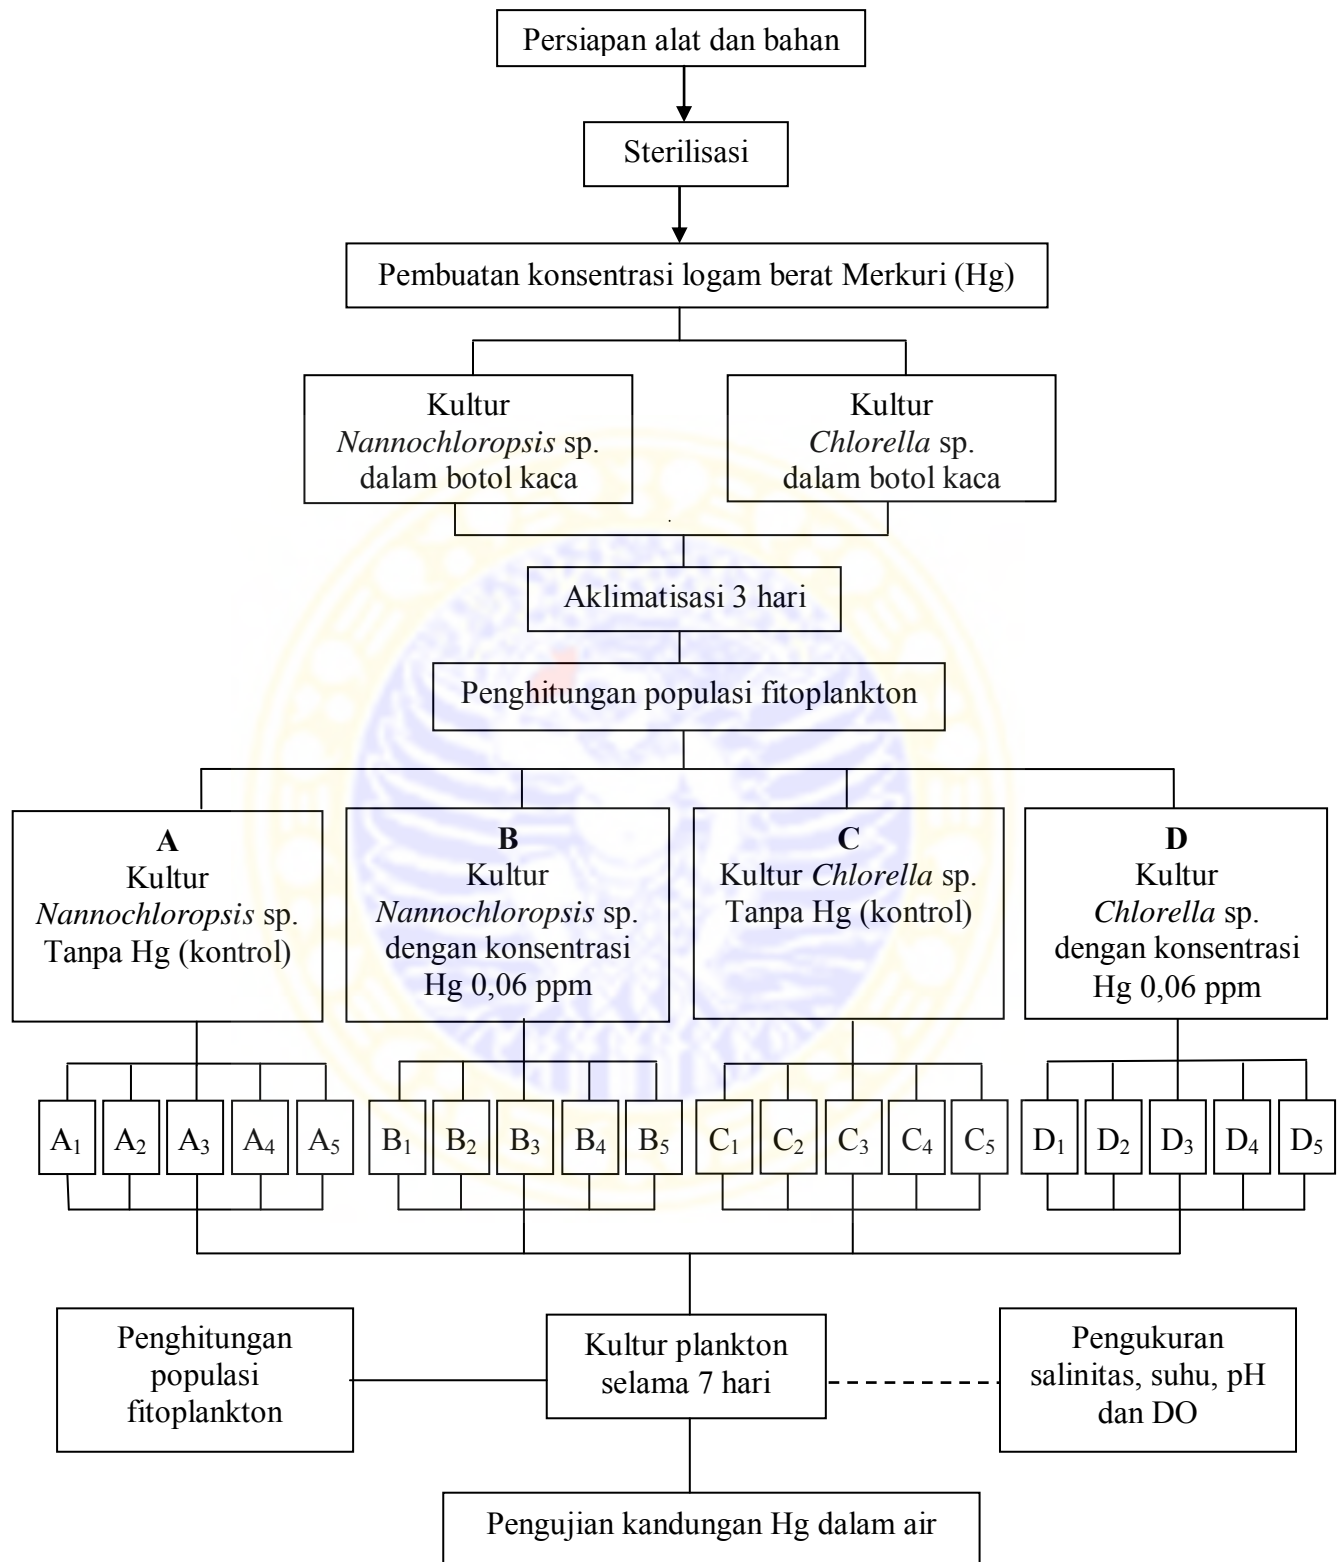 Persiapan alat dan bahan
Sterilisasi
Pembuatan konsentrasi logam berat Merkuri (Hg)
Kultur
Nannochloropsis sp.
dalam botol kaca
Kultur
Chlorella sp.
dalam botol kaca
Aklimatisasi 3 hari
Penghitungan populasi fitoplankton
A
Kultur
Nannochloropsis sp.
Tanpa Hg (kontrol)
B
Kultur
Nannochloropsis sp.
dengan konsentrasi
Hg 0,06 ppm
C
Kultur Chlorella sp.
Tanpa Hg (kontrol)
D
Kultur
Chlorella sp.
dengan konsentrasi
Hg 0,06 ppm
A₁ A₂ A₃ A₄ A₅ B₁ B₂ B₃ B₄ B₅ C₁ C₂ C₃ C₄ C₅ D₁ D₂ D₃ D₄ D₅
Penghitungan
populasi
fitoplankton
Kultur plankton
selama 7 hari
Pengukuran
salinitas, suhu, pH
dan DO
Pengujian kandungan Hg dalam air